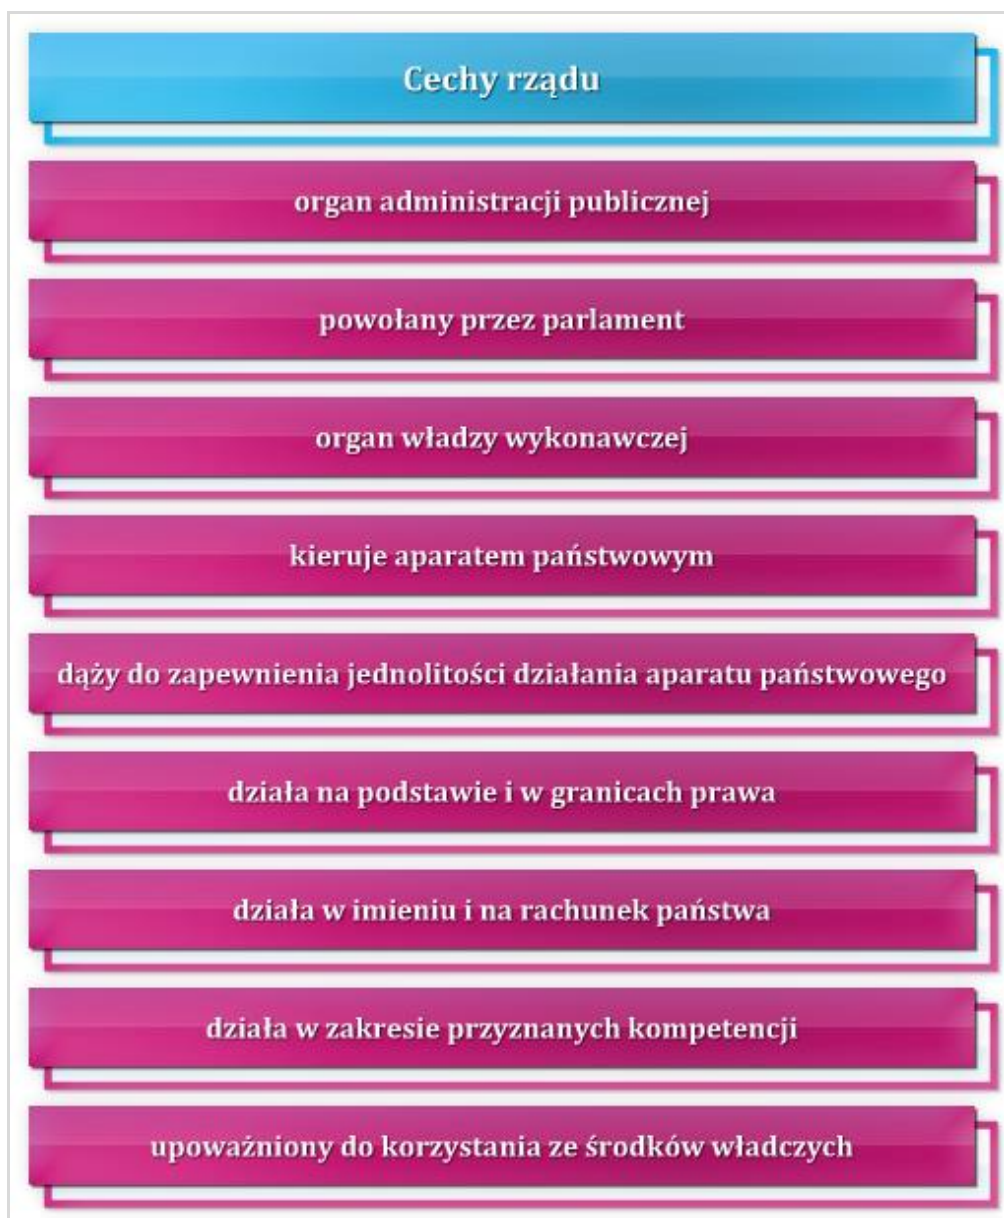 Cechy rządu
organ administracji publicznej
powołany przez parlament
organ władzy wykonawczej
kieruje aparatem państwowym
dąży do zapewnienia jednolitości działania aparatu państwowego
działa na podstawie i w granicach prawa
działa w imieniu i na rachunek państwa
działa w zakresie przyznanych kompetencji
upoważniony do korzystania ze środków władczych